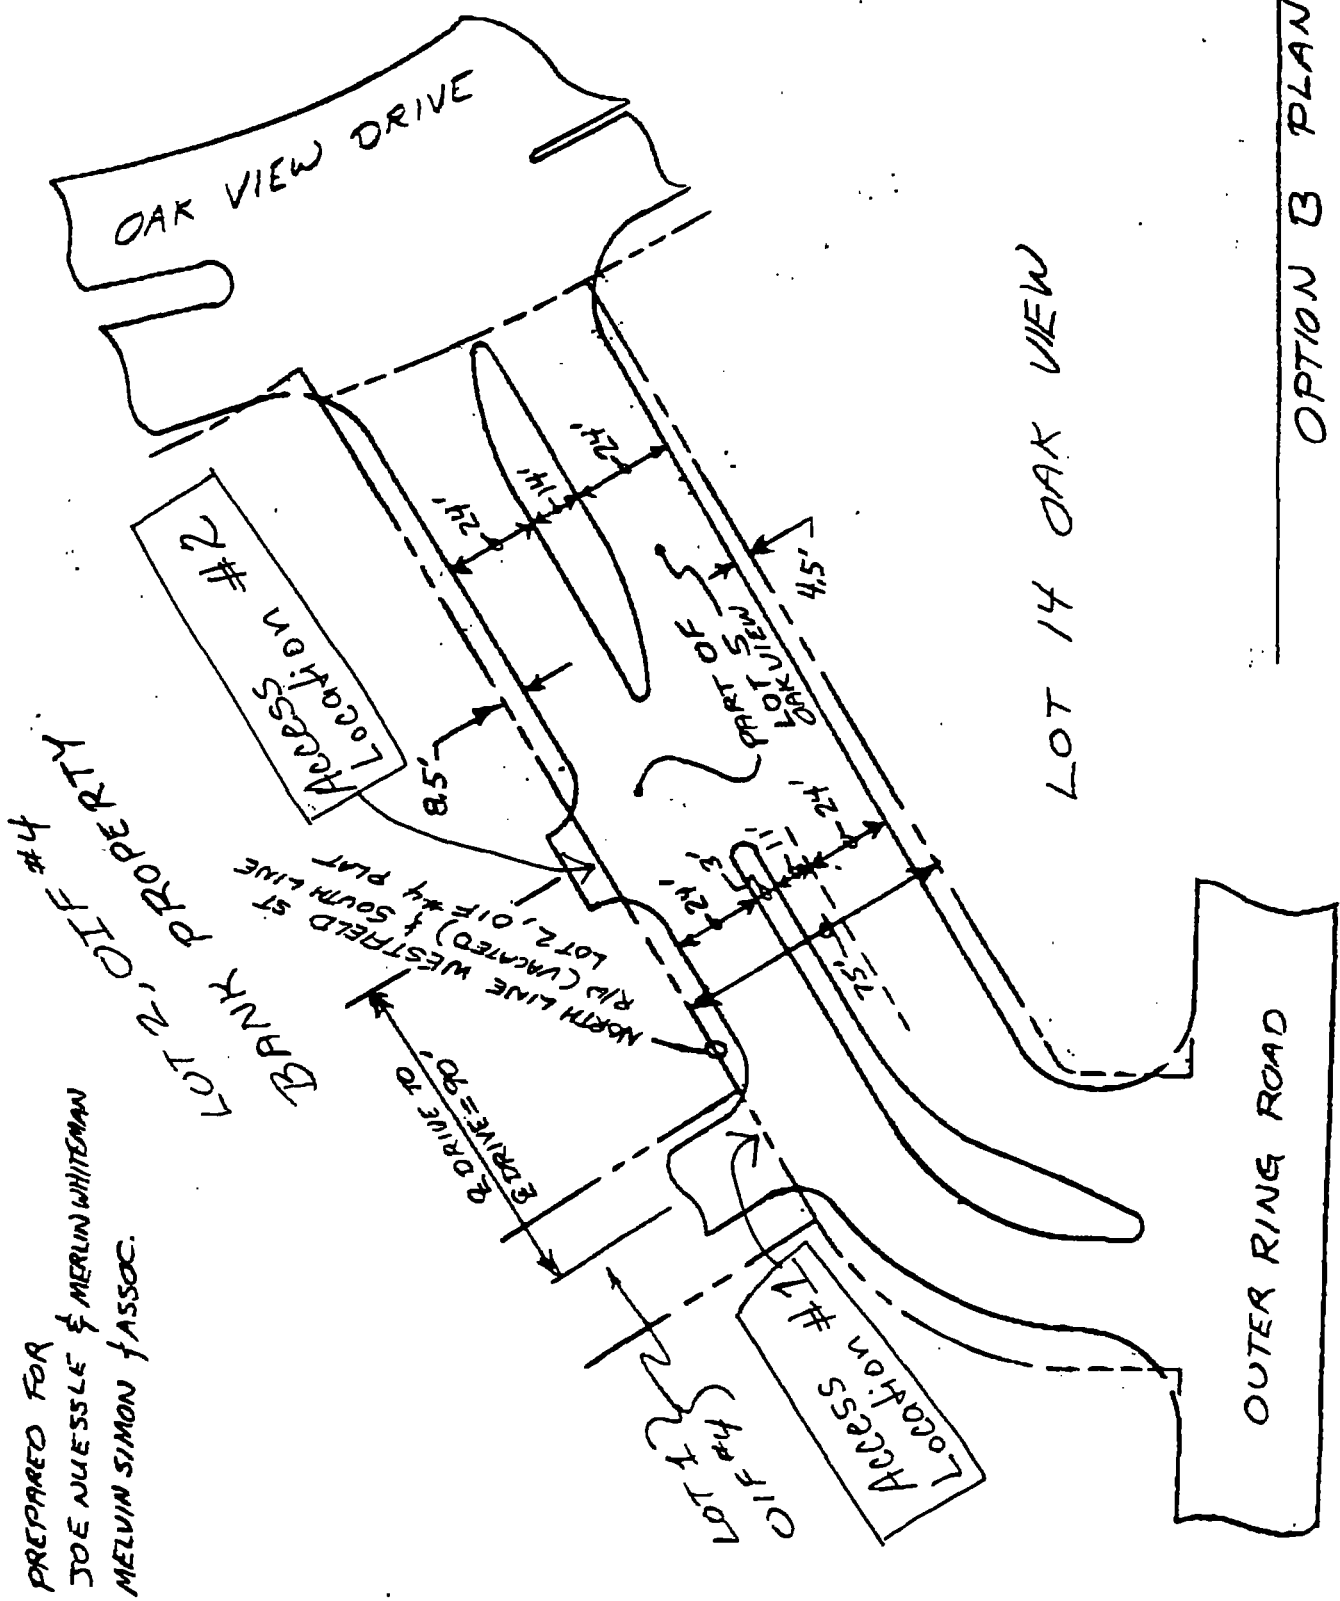 PREPARED FOR
JOE NUESSLE & MERLIN WHITEMAN
MELVIN SIMON & ASSOC.
LOT 2, OIF #4
BANK PROPERTY
OAK VIEW DRIVE
ACCESS
Location #2
NORTH LINE WESTFIELD ST
R/W (VACATED) & SOUTH LINE
LOT 2, OIF #4 PLAT
℄ DRIVE TO
℄ DRIVE = 90'
8.5'
24'
14'
24'
PART OF
LOT 5
OAK VIEW
4.5'
24'
3'
11'
24'
75'
LOT 1
OIF #4
ACCESS
Location #1
LOT 14 OAK VIEW
OUTER RING ROAD
OPTION B PLAN